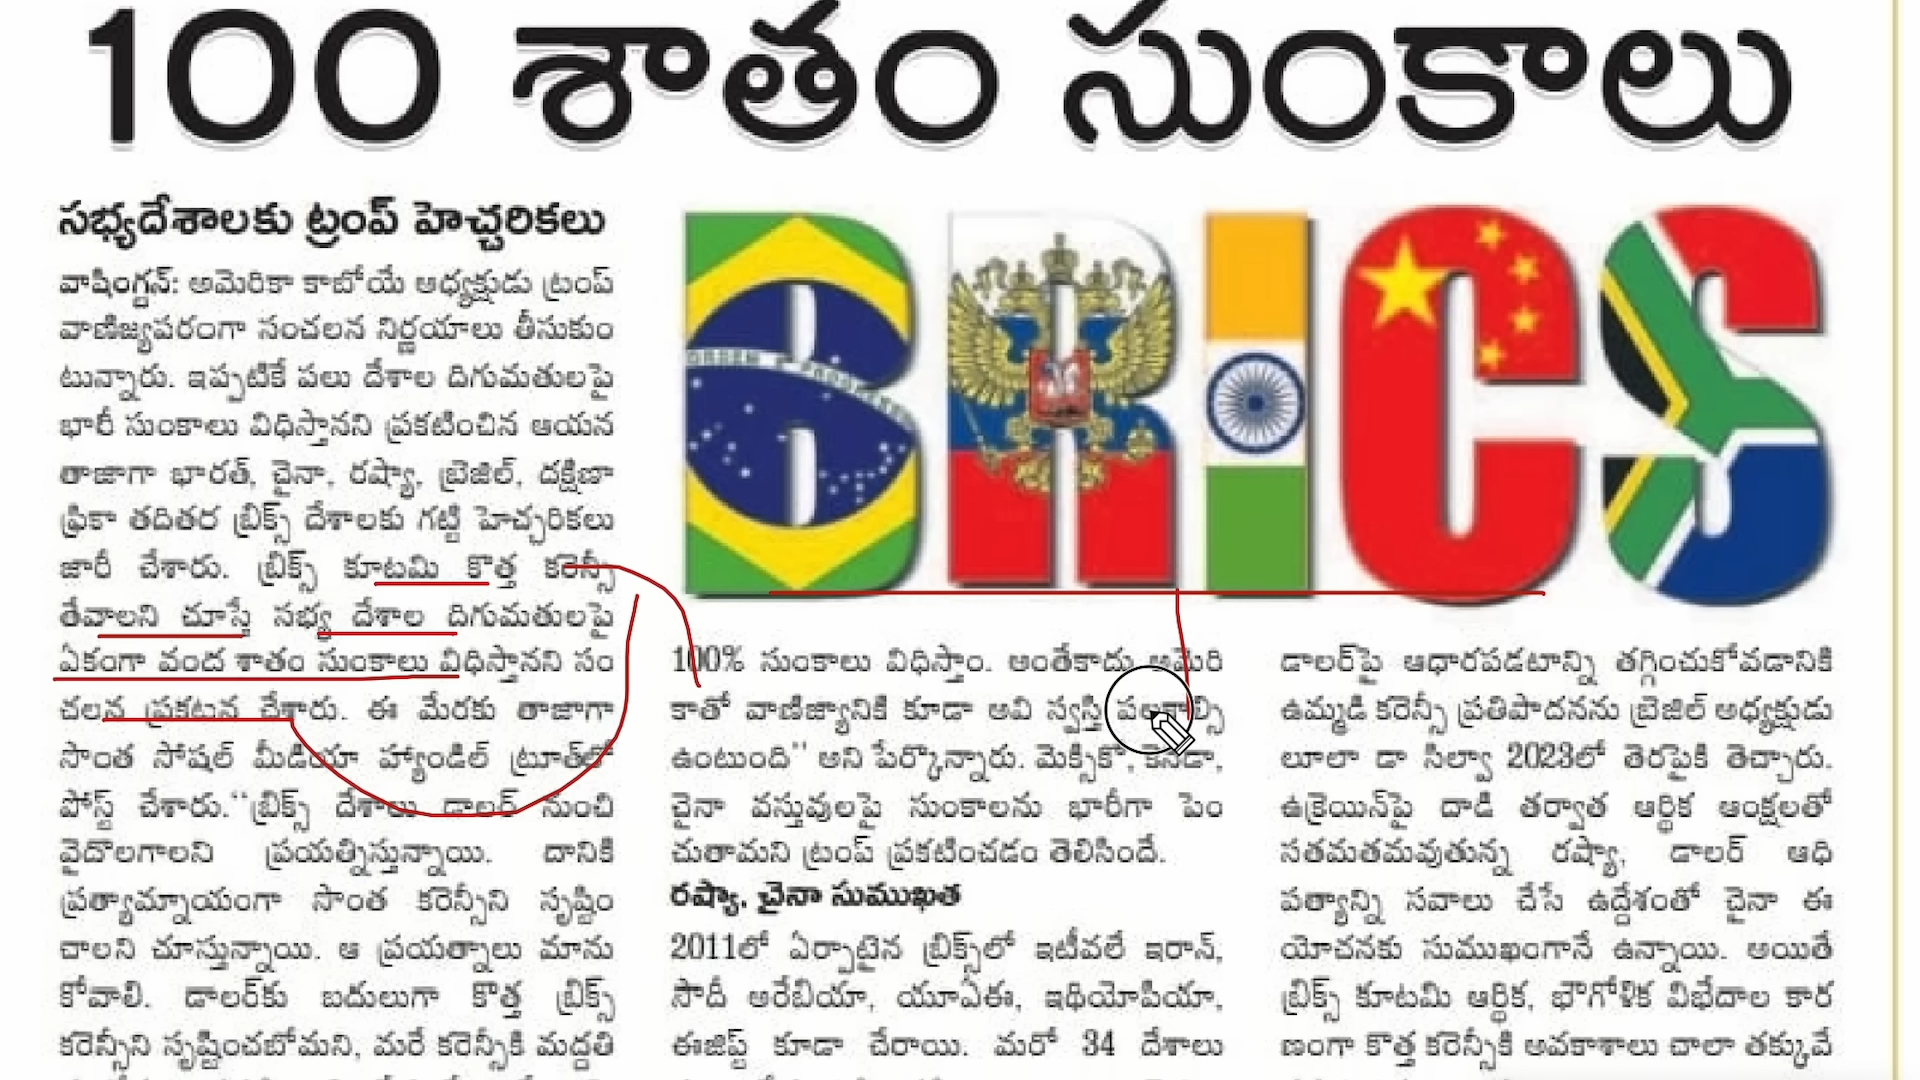 100 శాతం సుంకాలు
సభ్యదేశాలకు ట్రంప్ హెచ్చరికలు
వాషింగ్టన్: అమెరికా కాబోయే అధ్యక్షుడు ట్రంప్
వాణిజ్యపరంగా సంచలన నిర్ణయాలు తీసుకుం
టున్నారు. ఇప్పటికే పలు దేశాల దిగుమతులపై
భారీ సుంకాలు విధిస్తానని ప్రకటించిన ఆయన
తాజాగా భారత్, చైనా, రష్యా, బ్రెజిల్, దక్షిణా
ఫ్రికా తదితర బ్రిక్స్ దేశాలకు గట్టి హెచ్చరికలు
జారీ చేశారు. బ్రిక్స్ కూటమి కొత్త కరెన్సీ
తేవాలని చూస్తే సభ్య దేశాల దిగుమతులపై
ఏకంగా వంద శాతం సుంకాలు విధిస్తానని సం
చలన ప్రకటన చేశారు. ఈ మేరకు తాజాగా
సొంత సోషల్ మీడియా హ్యాండిల్ ట్రూత్‌లో
పోస్ట్ చేశారు. "బ్రిక్స్ దేశాలు డాలర్ నుంచి
వైదొలగాలని ప్రయత్నిస్తున్నాయి. దానికి
ప్రత్యామ్నాయంగా సొంత కరెన్సీని సృష్టిం
చాలని చూస్తున్నాయి. ఆ ప్రయత్నాలు మాను
కోవాలి. డాలర్‌కు బదులుగా కొత్త బ్రిక్స్
కరెన్సీని సృష్టించబోమని, మరే కరెన్సీకి మద్దతి
BRICS
100% సుంకాలు విధిస్తాం. అంతేకాదు అమెరి
కాతో వాణిజ్యానికి కూడా అవి స్వస్తి పలకాల్సి
ఉంటుంది" అని పేర్కొన్నారు. మెక్సికో, కెనడా,
చైనా వస్తువులపై సుంకాలను భారీగా పెం
చుతామని ట్రంప్ ప్రకటించడం తెలిసిందే.
రష్యా, చైనా సుముఖత
2011లో ఏర్పాటైన బ్రిక్స్‌లో ఇటీవలే ఇరాన్,
సౌదీ అరేబియా, యూఏఈ, ఇథియోపియా,
ఈజిప్ట్ కూడా చేరాయి. మరో 34 దేశాలు
డాలర్‌పై ఆధారపడటాన్ని తగ్గించుకోవడానికి
ఉమ్మడి కరెన్సీ ప్రతిపాదనను బ్రెజిల్ అధ్యక్షుడు
లూలా డా సిల్వా 2023లో తెరపైకి తెచ్చారు.
ఉక్రెయిన్‌పై దాడి తర్వాత ఆర్థిక ఆంక్షలతో
సతమతమవుతున్న రష్యా, డాలర్ ఆధి
పత్యాన్ని సవాలు చేసే ఉద్దేశంతో చైనా ఈ
యోచనకు సుముఖంగానే ఉన్నాయి. అయితే
బ్రిక్స్ కూటమి ఆర్థిక, భౌగోళిక విభేదాల కార
ణంగా కొత్త కరెన్సీకి అవకాశాలు చాలా తక్కువే